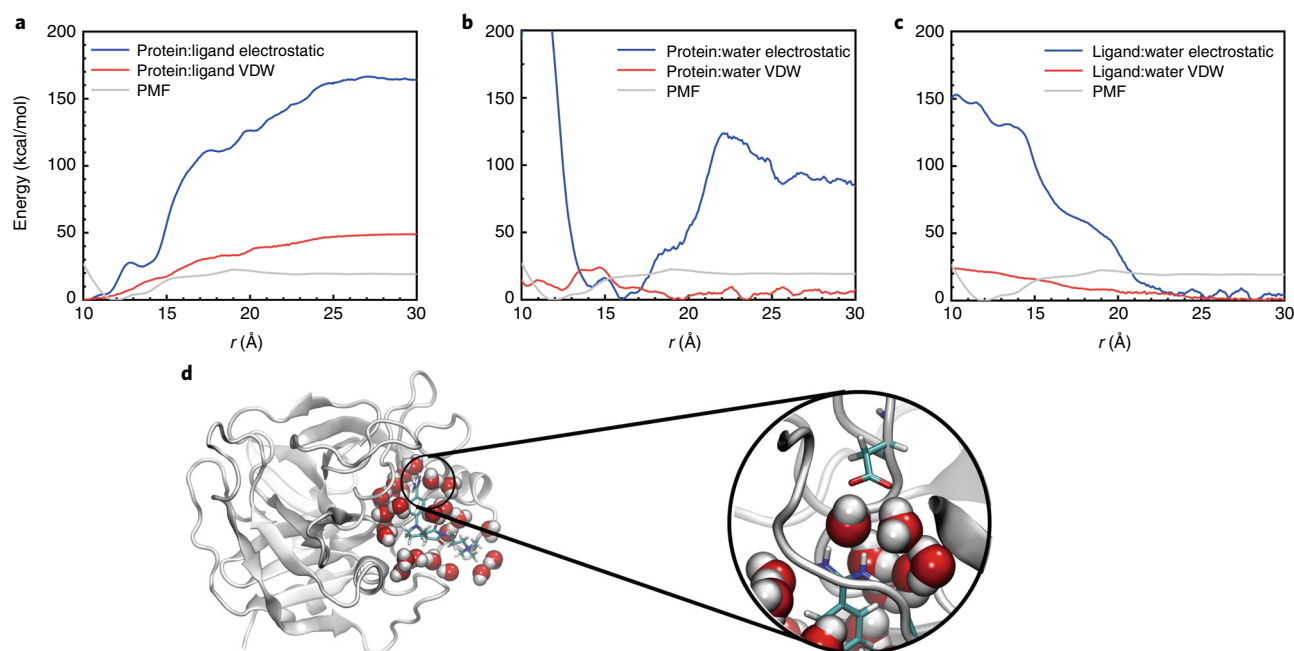 a
200
150
100
50
0
Energy (kcal/mol)
Protein:ligand electrostatic
Protein:ligand VDW
PMF
10 15 20 25 30
r (Å)
b
200
150
100
50
0
Protein:water electrostatic
Protein:water VDW
PMF
10 15 20 25 30
r (Å)
c
200
150
100
50
0
Ligand:water electrostatic
Ligand:water VDW
PMF
10 15 20 25 30
r (Å)
d